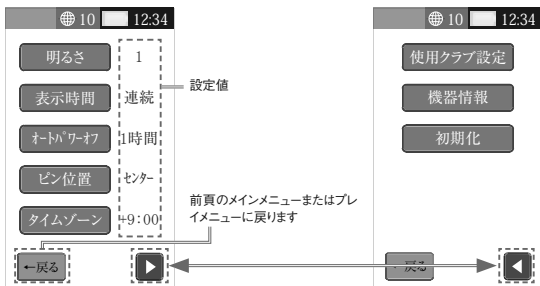 10 12:34
明るさ 1
表示時間 連続
ｵｰﾄﾊﾟﾜｰｵﾌ 1時間
ピン位置 ｾﾝﾀｰ
タイムゾーン +9:00
←戻る
設定値
前頁のメインメニューまたはプレ
イメニューに戻ります
10 12:34
使用クラブ設定
機器情報
初期化
←戻る